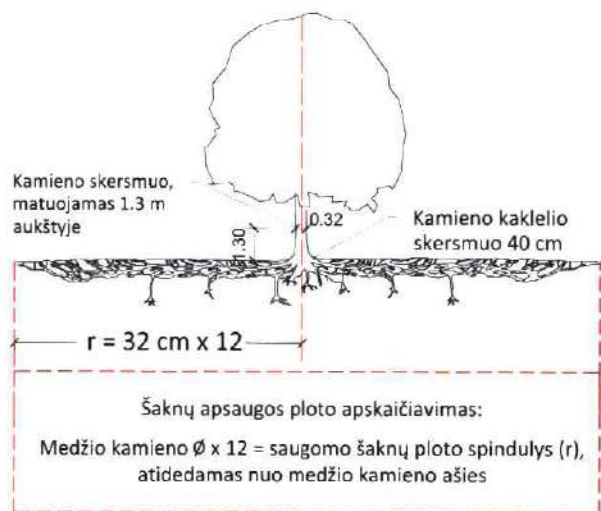 Kamieno skersmuo,
matuojamas 1.3 m
aukštyje
0.32
Kamieno kaklelio
skersmuo 40 cm
1.30
r = 32 cm x 12
Šaknų apsaugos ploto apskaičiavimas:
Medžio kamieno Ø x 12 = saugomo šaknų ploto spindulys (r),
atidedamas nuo medžio kamieno ašies